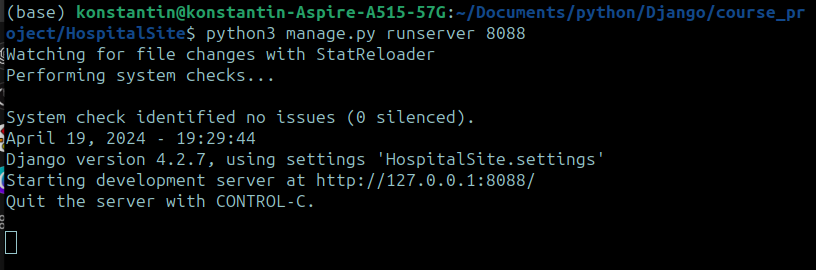 (base) konstantin@konstantin-Aspire-A515-57G:~/Documents/python/Django/course_pr
oject/HospitalSite$ python3 manage.py runserver 8088
Watching for file changes with StatReloader
Performing system checks...
System check identified no issues (0 silenced).
April 19, 2024 - 19:29:44
Django version 4.2.7, using settings 'HospitalSite.settings'
Starting development server at http://127.0.0.1:8088/
Quit the server with CONTROL-C.